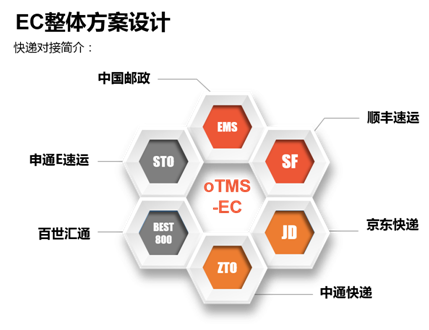 EC整体方案设计
快递对接简介：
中国邮政
EMS
顺丰速运
SF
申通E速运
STO
oTMS
-EC
百世汇通
BEST
800
京东快递
JD
ZTO
中通快递